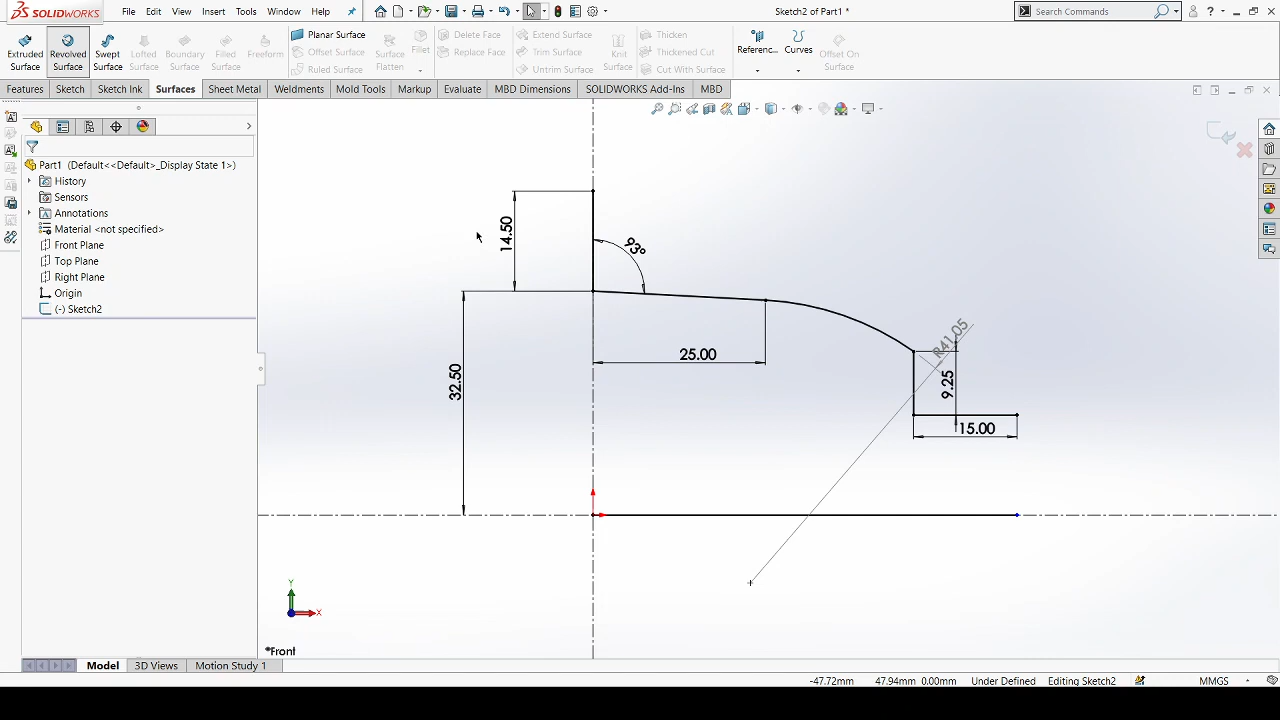 SOLIDWORKS
File Edit View Insert Tools Window
Sketch2 of Part1 *
Search Commands
Extruded Surface
Revolved Surface
Swept Surface
Lofted Surface
Boundary Surface
Filled Surface
Freeform
Planar Surface
Offset Surface
Ruled Surface
Surface Flatten
Fillet
Delete Face
Replace Face
Extend Surface
Trim Surface
Untrim Surface
Knit Surface
Thicken
Thickened Cut
Cut With Surface
Referenc...
Curves
Offset On Surface
Features Sketch Sketch Ink Surfaces Sheet Metal Weldments Mold Tools Markup Evaluate MBD Dimensions SOLIDWORKS Add-Ins MBD
Part1 (Default<<Default>_Display State 1>)
History
Sensors
Annotations
Material <not specified>
Front Plane
Top Plane
Right Plane
Origin
(-) Sketch2
14.50
93°
R41.05
25.00
32.50
9.25
15.00
Y
X
*Front
Model 3D Views Motion Study 1
-47.72mm 47.94mm 0.00mm Under Defined Editing Sketch2 MMGS